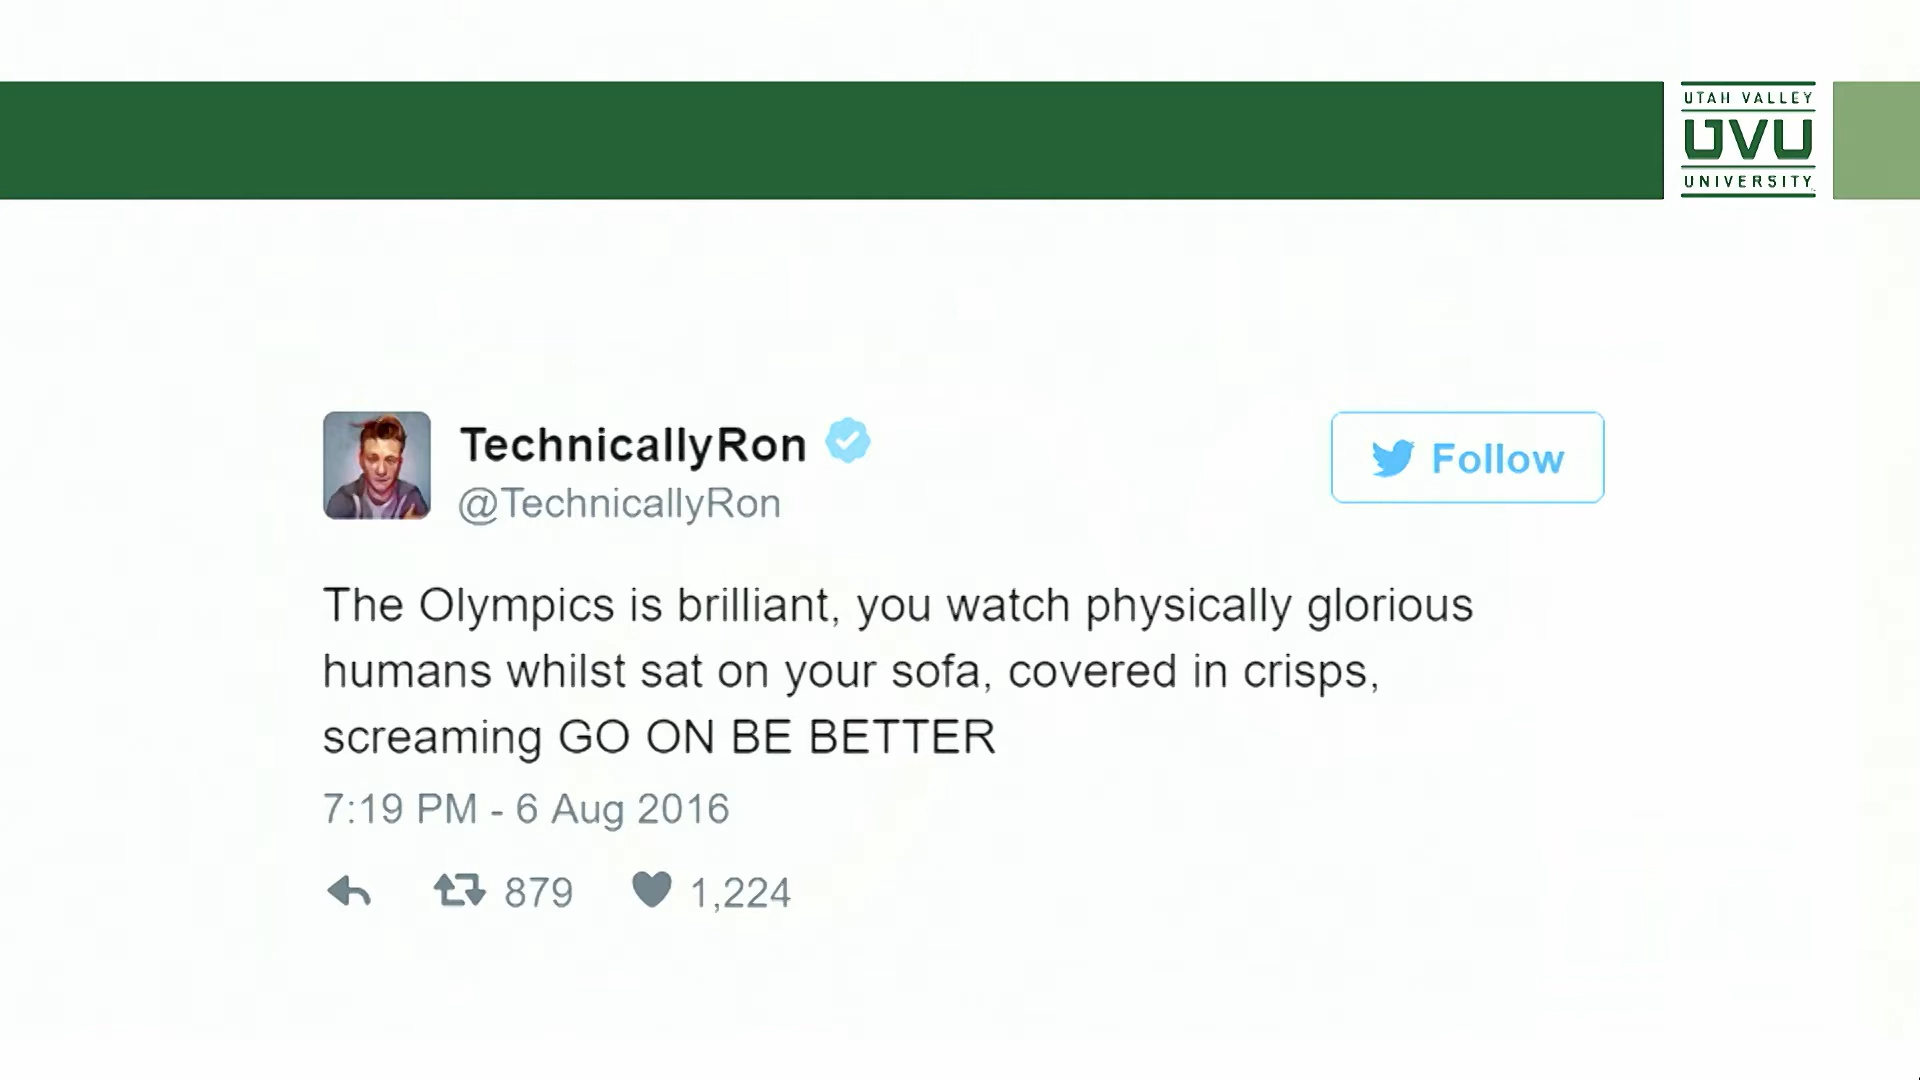 UTAH VALLEY
UVU
UNIVERSITY
TechnicallyRon
@TechnicallyRon
Follow
The Olympics is brilliant, you watch physically glorious
humans whilst sat on your sofa, covered in crisps,
screaming GO ON BE BETTER
7:19 PM - 6 Aug 2016
879 1,224